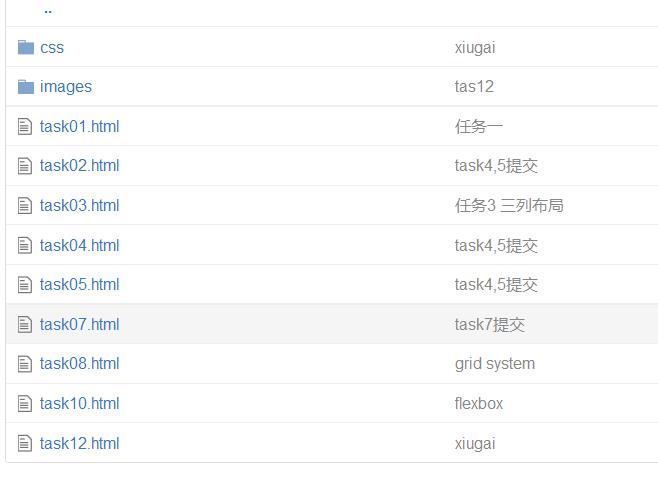 ..
css xiugai
images tas12
task01.html 任务一
task02.html task4,5提交
task03.html 任务3 三列布局
task04.html task4,5提交
task05.html task4,5提交
task07.html task7提交
task08.html grid system
task10.html flexbox
task12.html xiugai